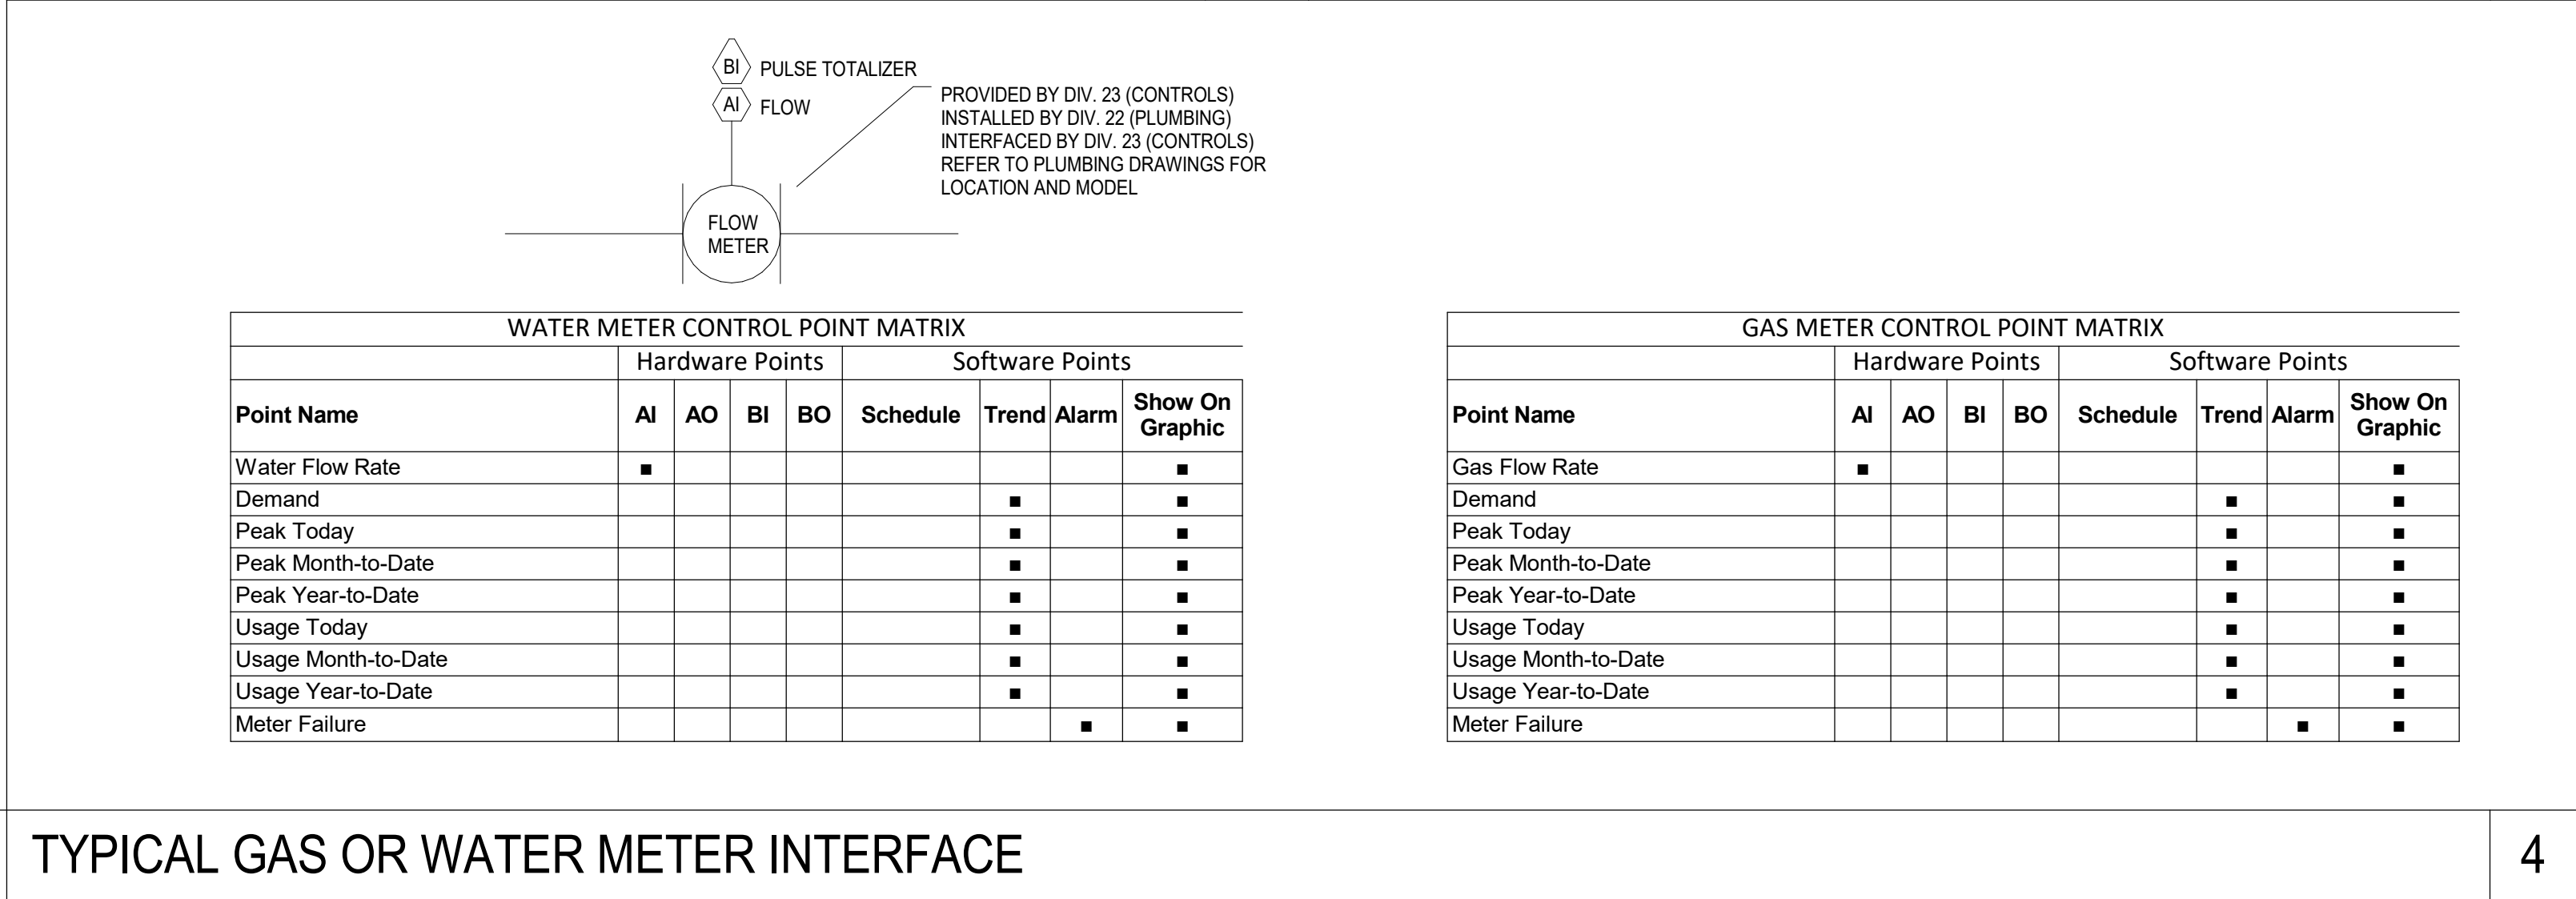 BI PULSE TOTALIZER
AI FLOW
PROVIDED BY DIV. 23 (CONTROLS)
INSTALLED BY DIV. 22 (PLUMBING)
INTERFACED BY DIV. 23 (CONTROLS)
REFER TO PLUMBING DRAWINGS FOR
LOCATION AND MODEL
FLOW
METER
WATER METER CONTROL POINT MATRIX
Hardware Points Software Points
Point Name AI AO BI BO Schedule Trend Alarm Show On Graphic
Water Flow Rate ■ ■
Demand ■ ■
Peak Today ■ ■
Peak Month-to-Date ■ ■
Peak Year-to-Date ■ ■
Usage Today ■ ■
Usage Month-to-Date ■ ■
Usage Year-to-Date ■ ■
Meter Failure ■ ■
GAS METER CONTROL POINT MATRIX
Hardware Points Software Points
Point Name AI AO BI BO Schedule Trend Alarm Show On Graphic
Gas Flow Rate ■ ■
Demand ■ ■
Peak Today ■ ■
Peak Month-to-Date ■ ■
Peak Year-to-Date ■ ■
Usage Today ■ ■
Usage Month-to-Date ■ ■
Usage Year-to-Date ■ ■
Meter Failure ■ ■
TYPICAL GAS OR WATER METER INTERFACE
4